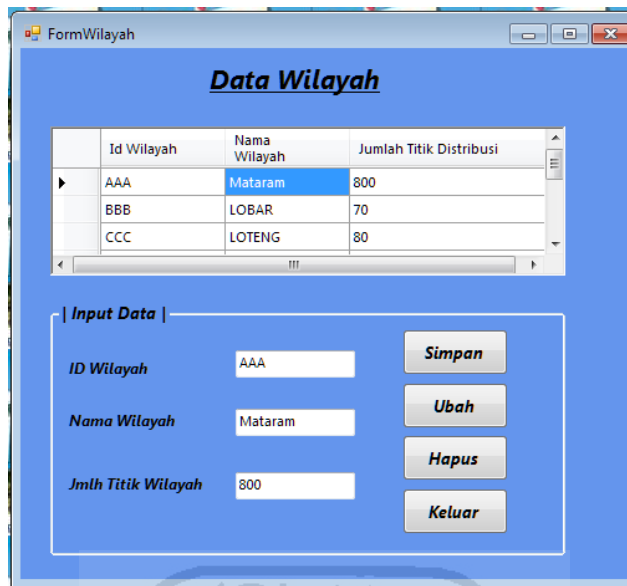 FormWilayah
Data Wilayah
Id Wilayah Nama Wilayah Jumlah Titik Distribusi
AAA Mataram 800
BBB LOBAR 70
CCC LOTENG 80
| Input Data |
ID Wilayah AAA Simpan
Nama Wilayah Mataram Ubah
Hapus
Jmlh Titik Wilayah 800
Keluar